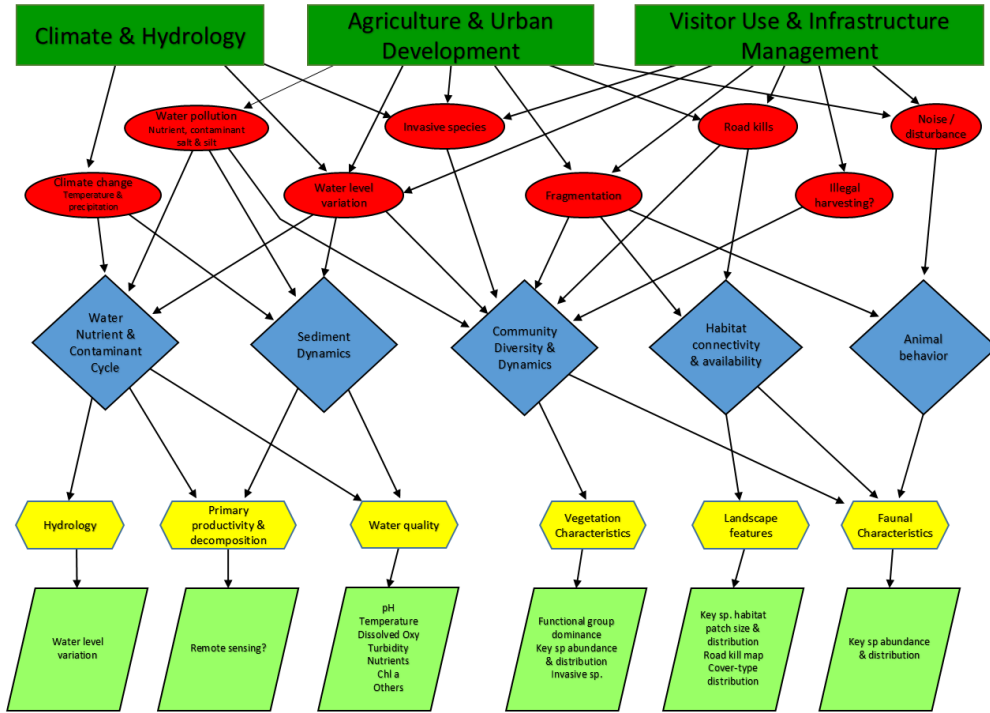 Climate & Hydrology
Agriculture & Urban
Development
Visitor Use & Infrastructure
Management
Water pollution
Nutrient, contaminant
salt & silt
Invasive species
Road kills
Noise /
disturbance
Climate change
Temperature &
precipitation
Water level
variation
Fragmentation
Illegal
harvesting?
Water
Nutrient &
Contaminant
Cycle
Sediment
Dynamics
Community
Diversity &
Dynamics
Habitat
connectivity
& availability
Animal
behavior
Hydrology
Primary
productivity &
decomposition
Water quality
Vegetation
Characteristics
Landscape
features
Faunal
Characteristics
Water level
variation
Remote sensing?
pH
Temperature
Dissolved Oxy
Turbidity
Nutrients
Chl a
Others
Functional group
dominance
Key sp abundance
& distribution
Invasive sp.
Key sp. habitat
patch size &
distribution
Road kill map
Cover-type
distribution
Key sp abundance
& distribution